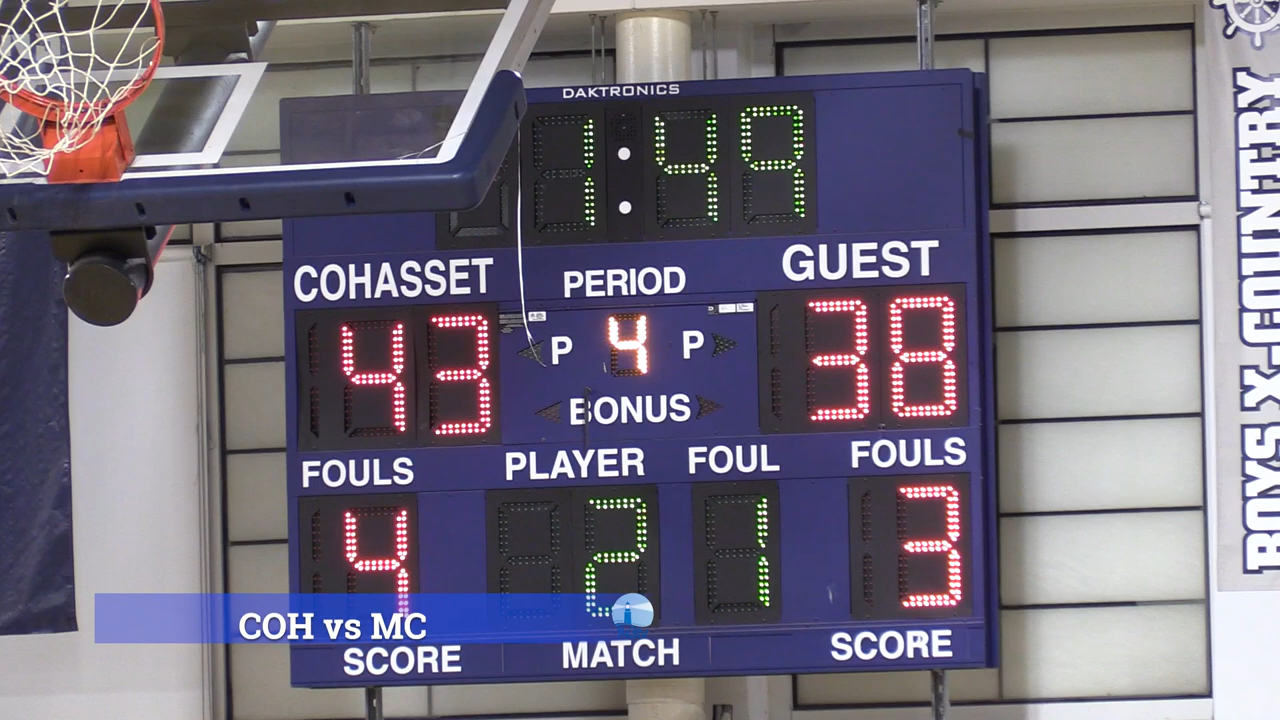 DAKTRONICS
1:49
COHASSET PERIOD GUEST
43 P 4 P 38
BONUS
FOULS PLAYER FOUL FOULS
4 2 1 3
COH vs MC
SCORE MATCH SCORE
BOYS X-COUNTRY